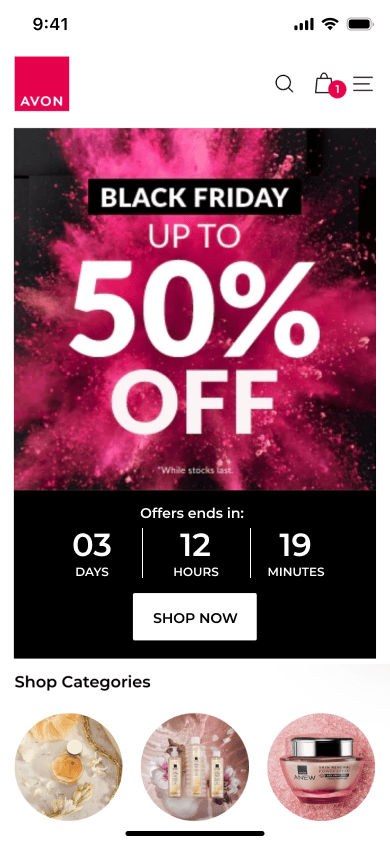 9:41
AVON
1
BLACK FRIDAY
UP TO
50%
OFF
*While stocks last.
Offers ends in:
03
12
19
DAYS
HOURS
MINUTES
SHOP NOW
Shop Categories
ANEW